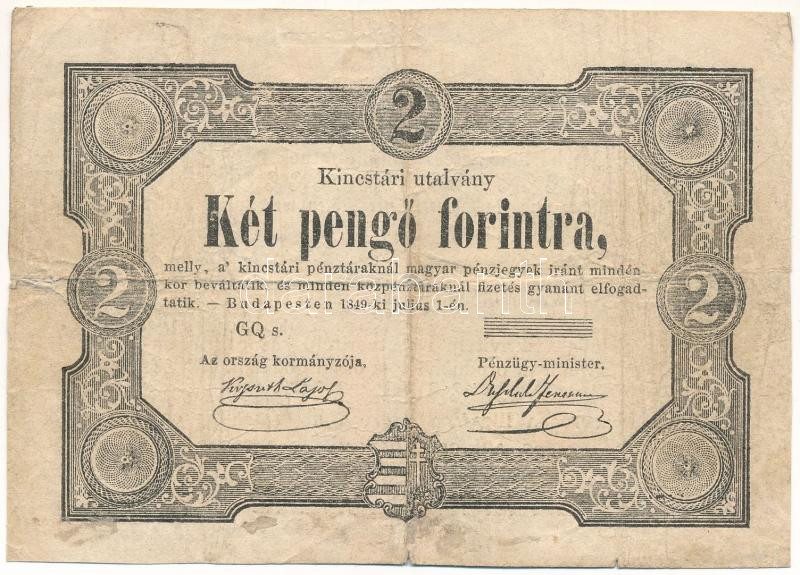 2
Kincstári utalvány
Két pengő forintra,
melly, a' kincstári pénztáraknál magyar pénzjegyek iránt minden
kor beváltatik, és minden közpénztáraknál fizetés gyanánt elfogad-
tatik. — Budapesten 1849-ki julius 1-én.
2 2
GQ s.
Az ország kormányzója, Pénzügy-minister,
Kossuth Lajos